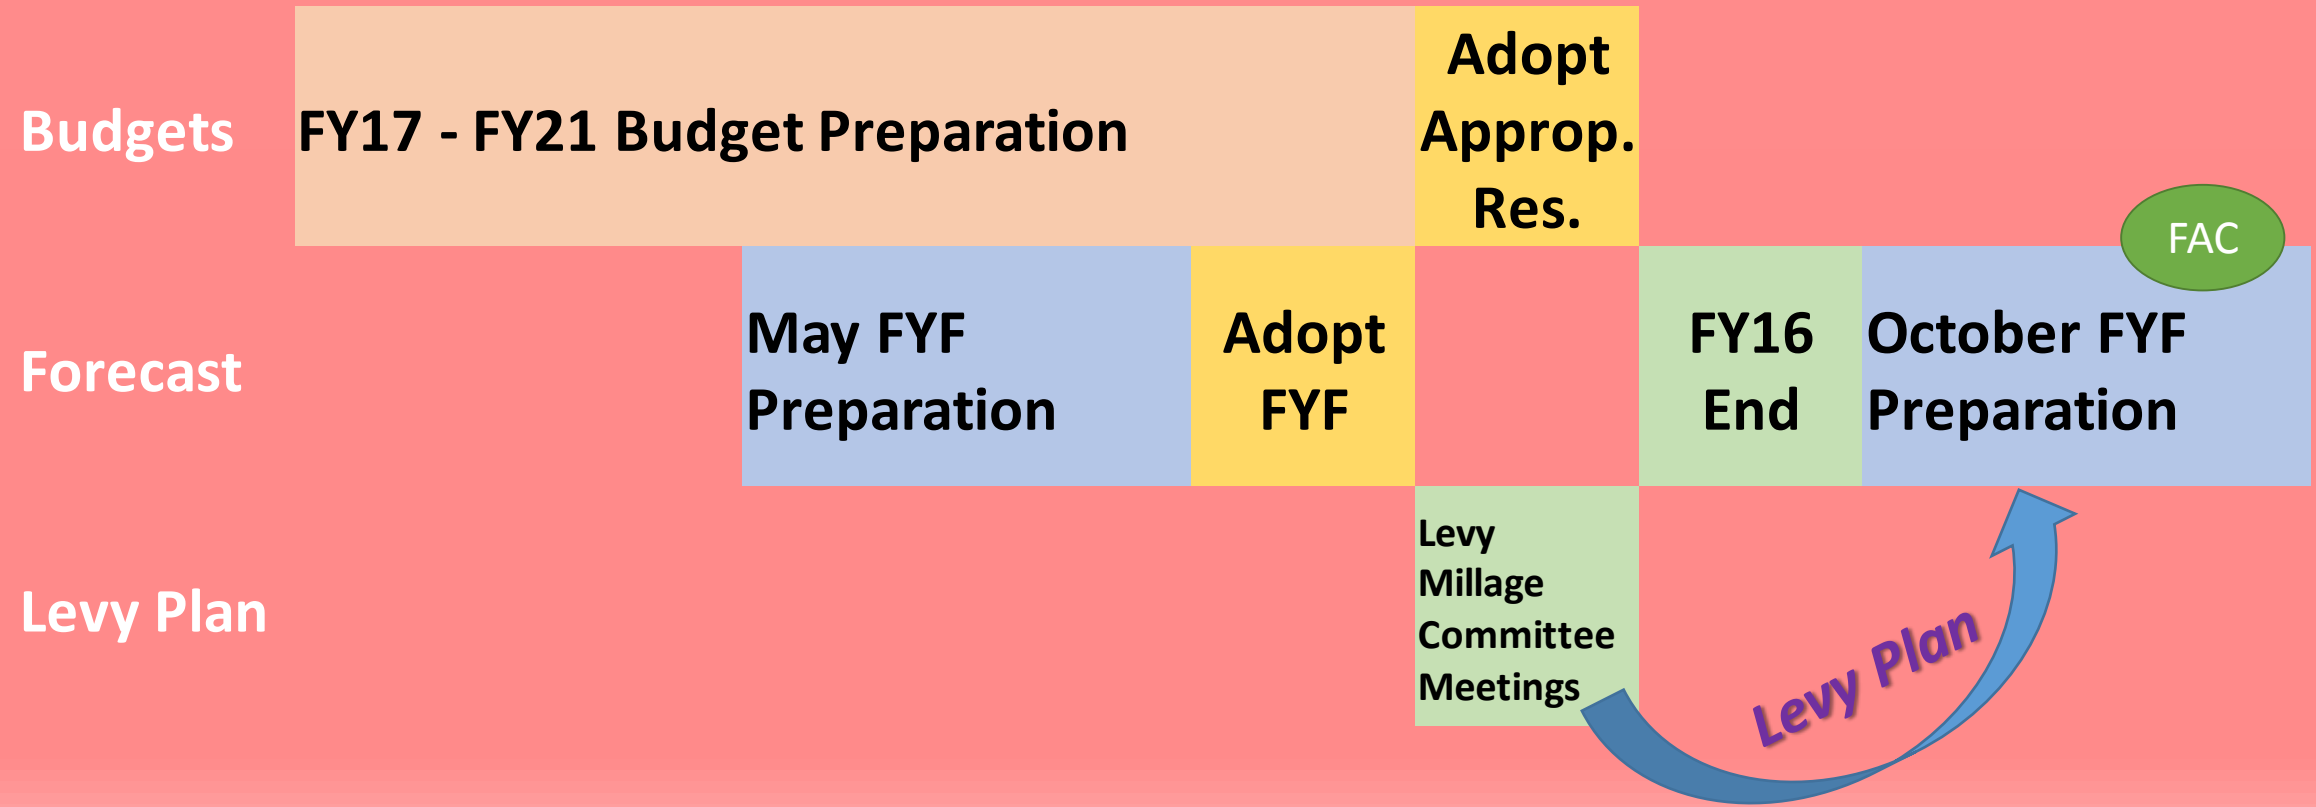 Budgets
FY17 - FY21 Budget Preparation
Adopt
Approp.
Res.
FAC
Forecast
May FYF
Preparation
Adopt
FYF
FY16
End
October FYF
Preparation
Levy Plan
Levy
Millage
Committee
Meetings
Levy Plan